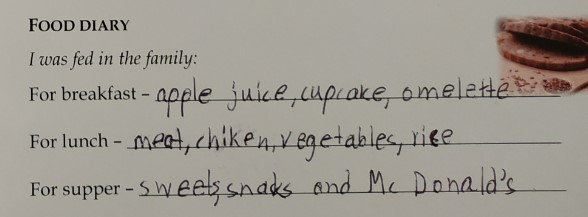 FOOD DIARY
I was fed in the family:
For breakfast – apple juice, cupcake, omelette
For lunch – meat, chiken, vegetables, rice
For supper – sweets, snaks and Mc Donald's